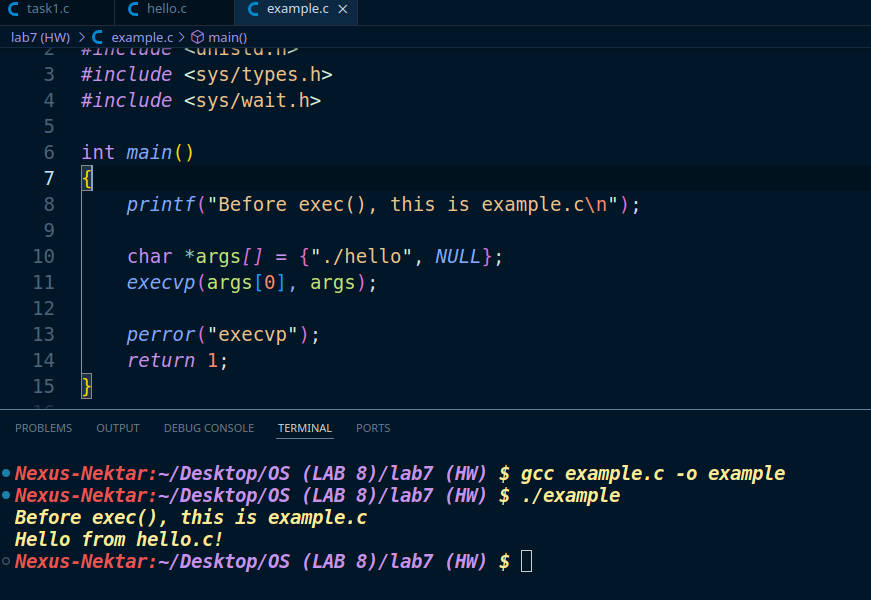 task1.c hello.c example.c
lab7 (HW) > example.c > main()
2 #include <unistd.h>
3 #include <sys/types.h>
4 #include <sys/wait.h>
5
6 int main()
7 {
8 printf("Before exec(), this is example.c\n");
9
10 char *args[] = {"./hello", NULL};
11 execvp(args[0], args);
12
13 perror("execvp");
14 return 1;
15 }
16
PROBLEMS OUTPUT DEBUG CONSOLE TERMINAL PORTS
Nexus-Nektar:~/Desktop/OS (LAB 8)/lab7 (HW) $ gcc example.c -o example
Nexus-Nektar:~/Desktop/OS (LAB 8)/lab7 (HW) $ ./example
Before exec(), this is example.c
Hello from hello.c!
Nexus-Nektar:~/Desktop/OS (LAB 8)/lab7 (HW) $